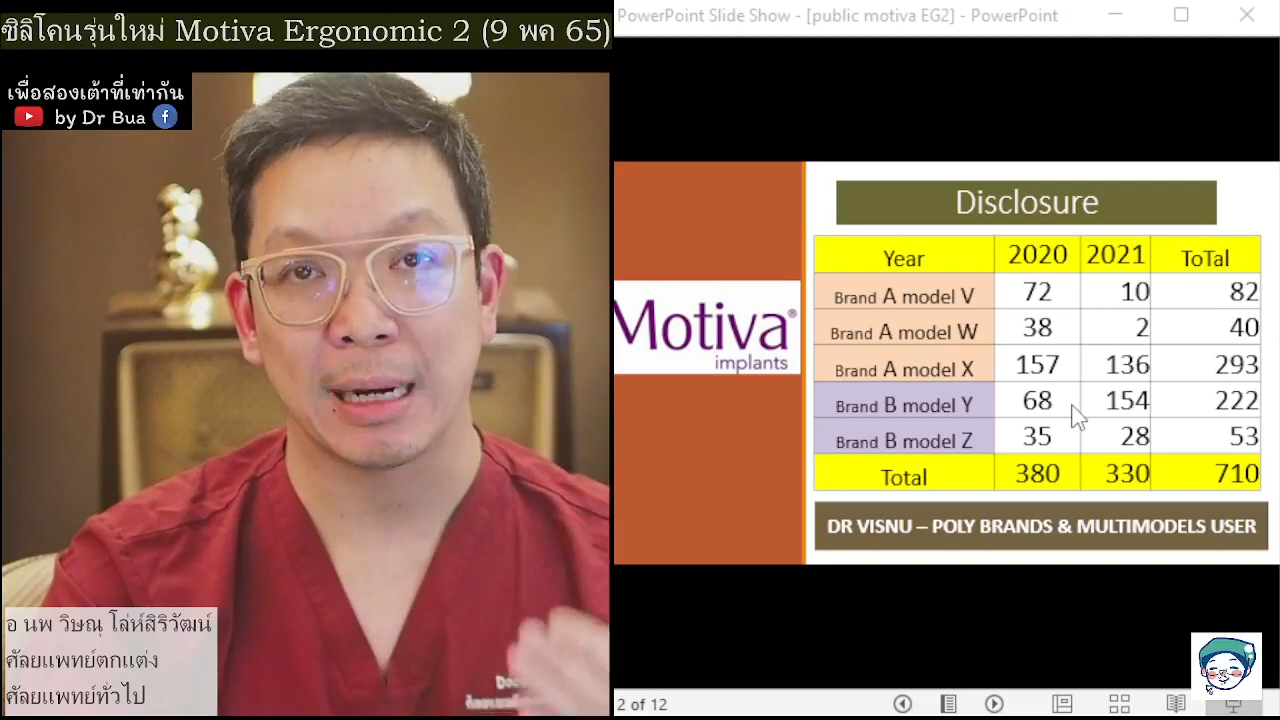 ซิลิโคนรุ่นใหม่ Motiva Ergonomic 2 (9 พค 65)
เพื่อสองเต้าที่เท่ากัน
by Dr Bua
อ นพ วิษณุ โล่ห์สิริวัฒน์
ศัลยแพทย์ตกแต่ง
ศัลยแพทย์ทั่วไป
PowerPoint Slide Show - [public motiva EG2] - PowerPoint
Motiva®
implants
Disclosure
Year 2020 2021 ToTal
Brand A model V 72 10 82
Brand A model W 38 2 40
Brand A model X 157 136 293
Brand B model Y 68 154 222
Brand B model Z 35 28 53
Total 380 330 710
DR VISNU – POLY BRANDS & MULTIMODELS USER
2 of 12